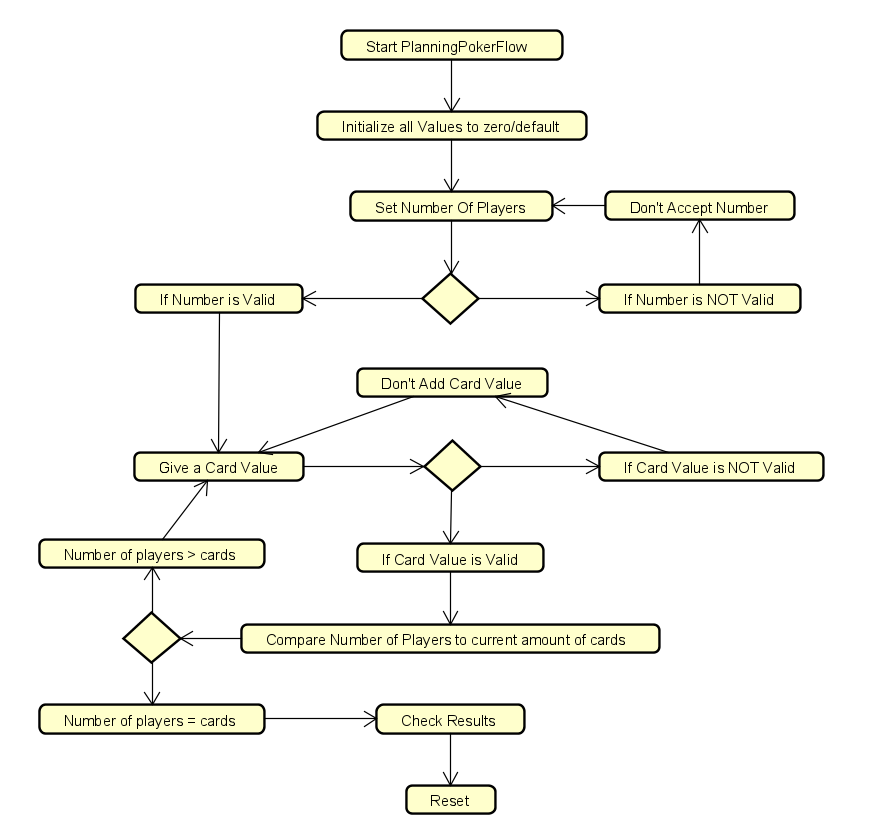 Start PlanningPokerFlow
Initialize all Values to zero/default
Set Number Of Players
Don't Accept Number
If Number is Valid
If Number is NOT Valid
Don't Add Card Value
Give a Card Value
If Card Value is NOT Valid
Number of players > cards
If Card Value is Valid
Compare Number of Players to current amount of cards
Number of players = cards
Check Results
Reset